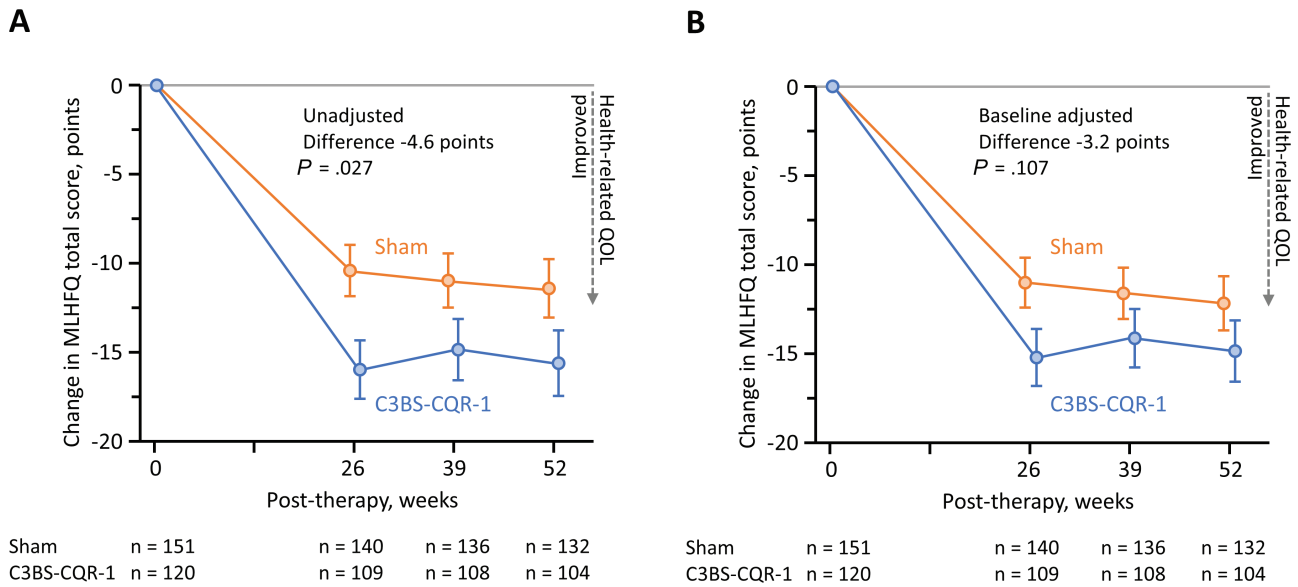 A
Change in MLHFQ total score, points
0
-5
-10
-15
-20
Unadjusted
Difference -4.6 points
P = .027
Health-related QOL
Improved
Sham
C3BS-CQR-1
0
26
39
52
Post-therapy, weeks
Sham n = 151 n = 140 n = 136 n = 132
C3BS-CQR-1 n = 120 n = 109 n = 108 n = 104
B
Change in MLHFQ total score, points
0
-5
-10
-15
-20
Baseline adjusted
Difference -3.2 points
P = .107
Health-related QOL
Improved
Sham
C3BS-CQR-1
0
26
39
52
Post-therapy, weeks
Sham n = 151 n = 140 n = 136 n = 132
C3BS-CQR-1 n = 120 n = 109 n = 108 n = 104